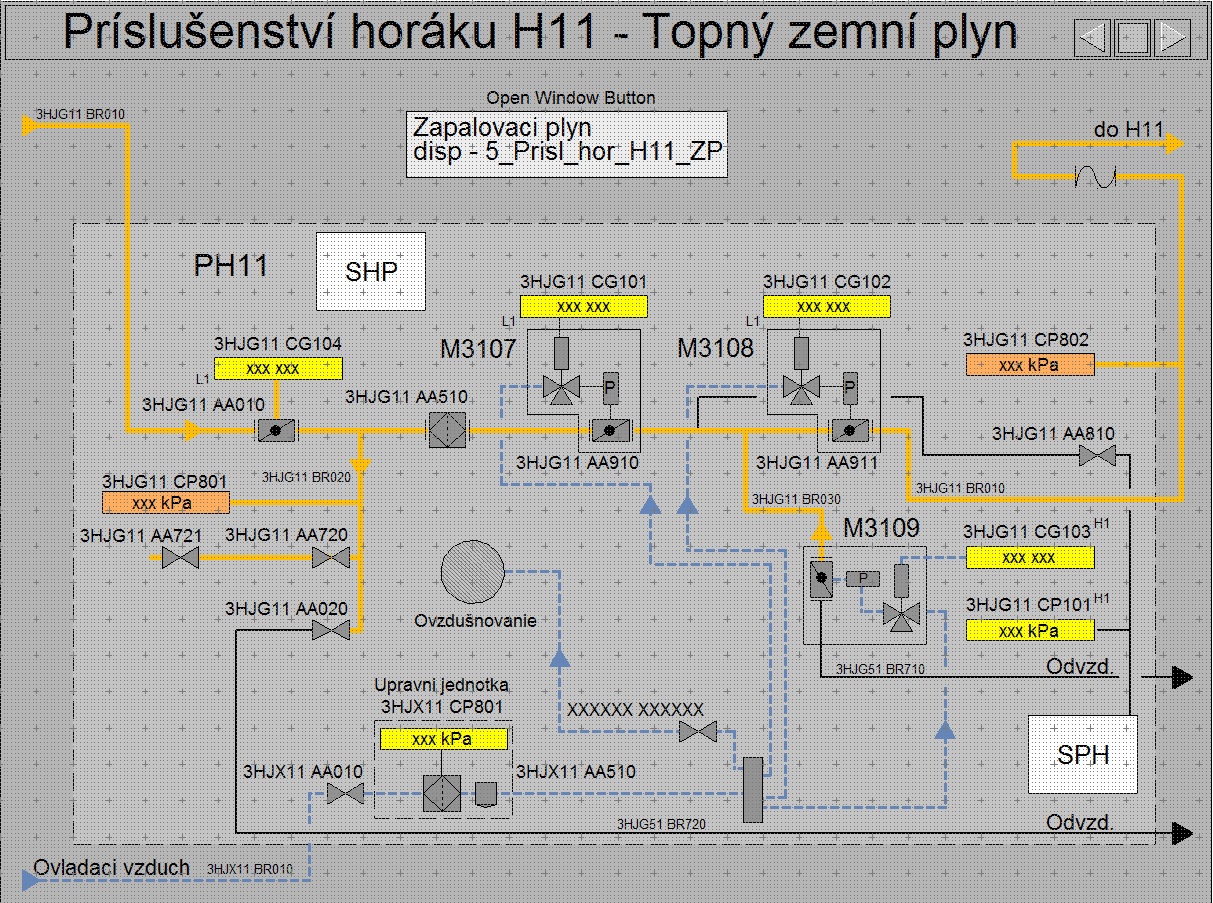 Príslušenství horáku H11 - Topný zemní plyn
Open Window Button
3HJG11 BR010
Zapalovaci plyn
disp - 5_Prisl_hor_H11_ZP
do H11
PH11
SHP
3HJG11 CG101
xxx xxx
L1
3HJG11 CG102
xxx xxx
L1
M3107
M3108
3HJG11 CG104
xxx xxx
L1
3HJG11 CP802
xxx kPa
P
P
3HJG11 AA010
3HJG11 AA510
3HJG11 AA810
3HJG11 AA910
3HJG11 AA911
3HJG11 BR020
3HJG11 CP801
xxx kPa
3HJG11 BR010
3HJG11 BR030
3HJG11 AA721
3HJG11 AA720
M3109
3HJG11 CG103
H1
xxx xxx
P
3HJG11 AA020
Ovzdušnovanie
3HJG11 CP101
H1
xxx kPa
3HJG51 BR710
Odvzd.
Upravni jednotka
3HJX11 CP801
xxx kPa
XXXXXX XXXXXX
SPH
3HJX11 AA010
3HJX11 AA510
3HJG51 BR720
Odvzd.
Ovladaci vzduch
3HJX11 BR010